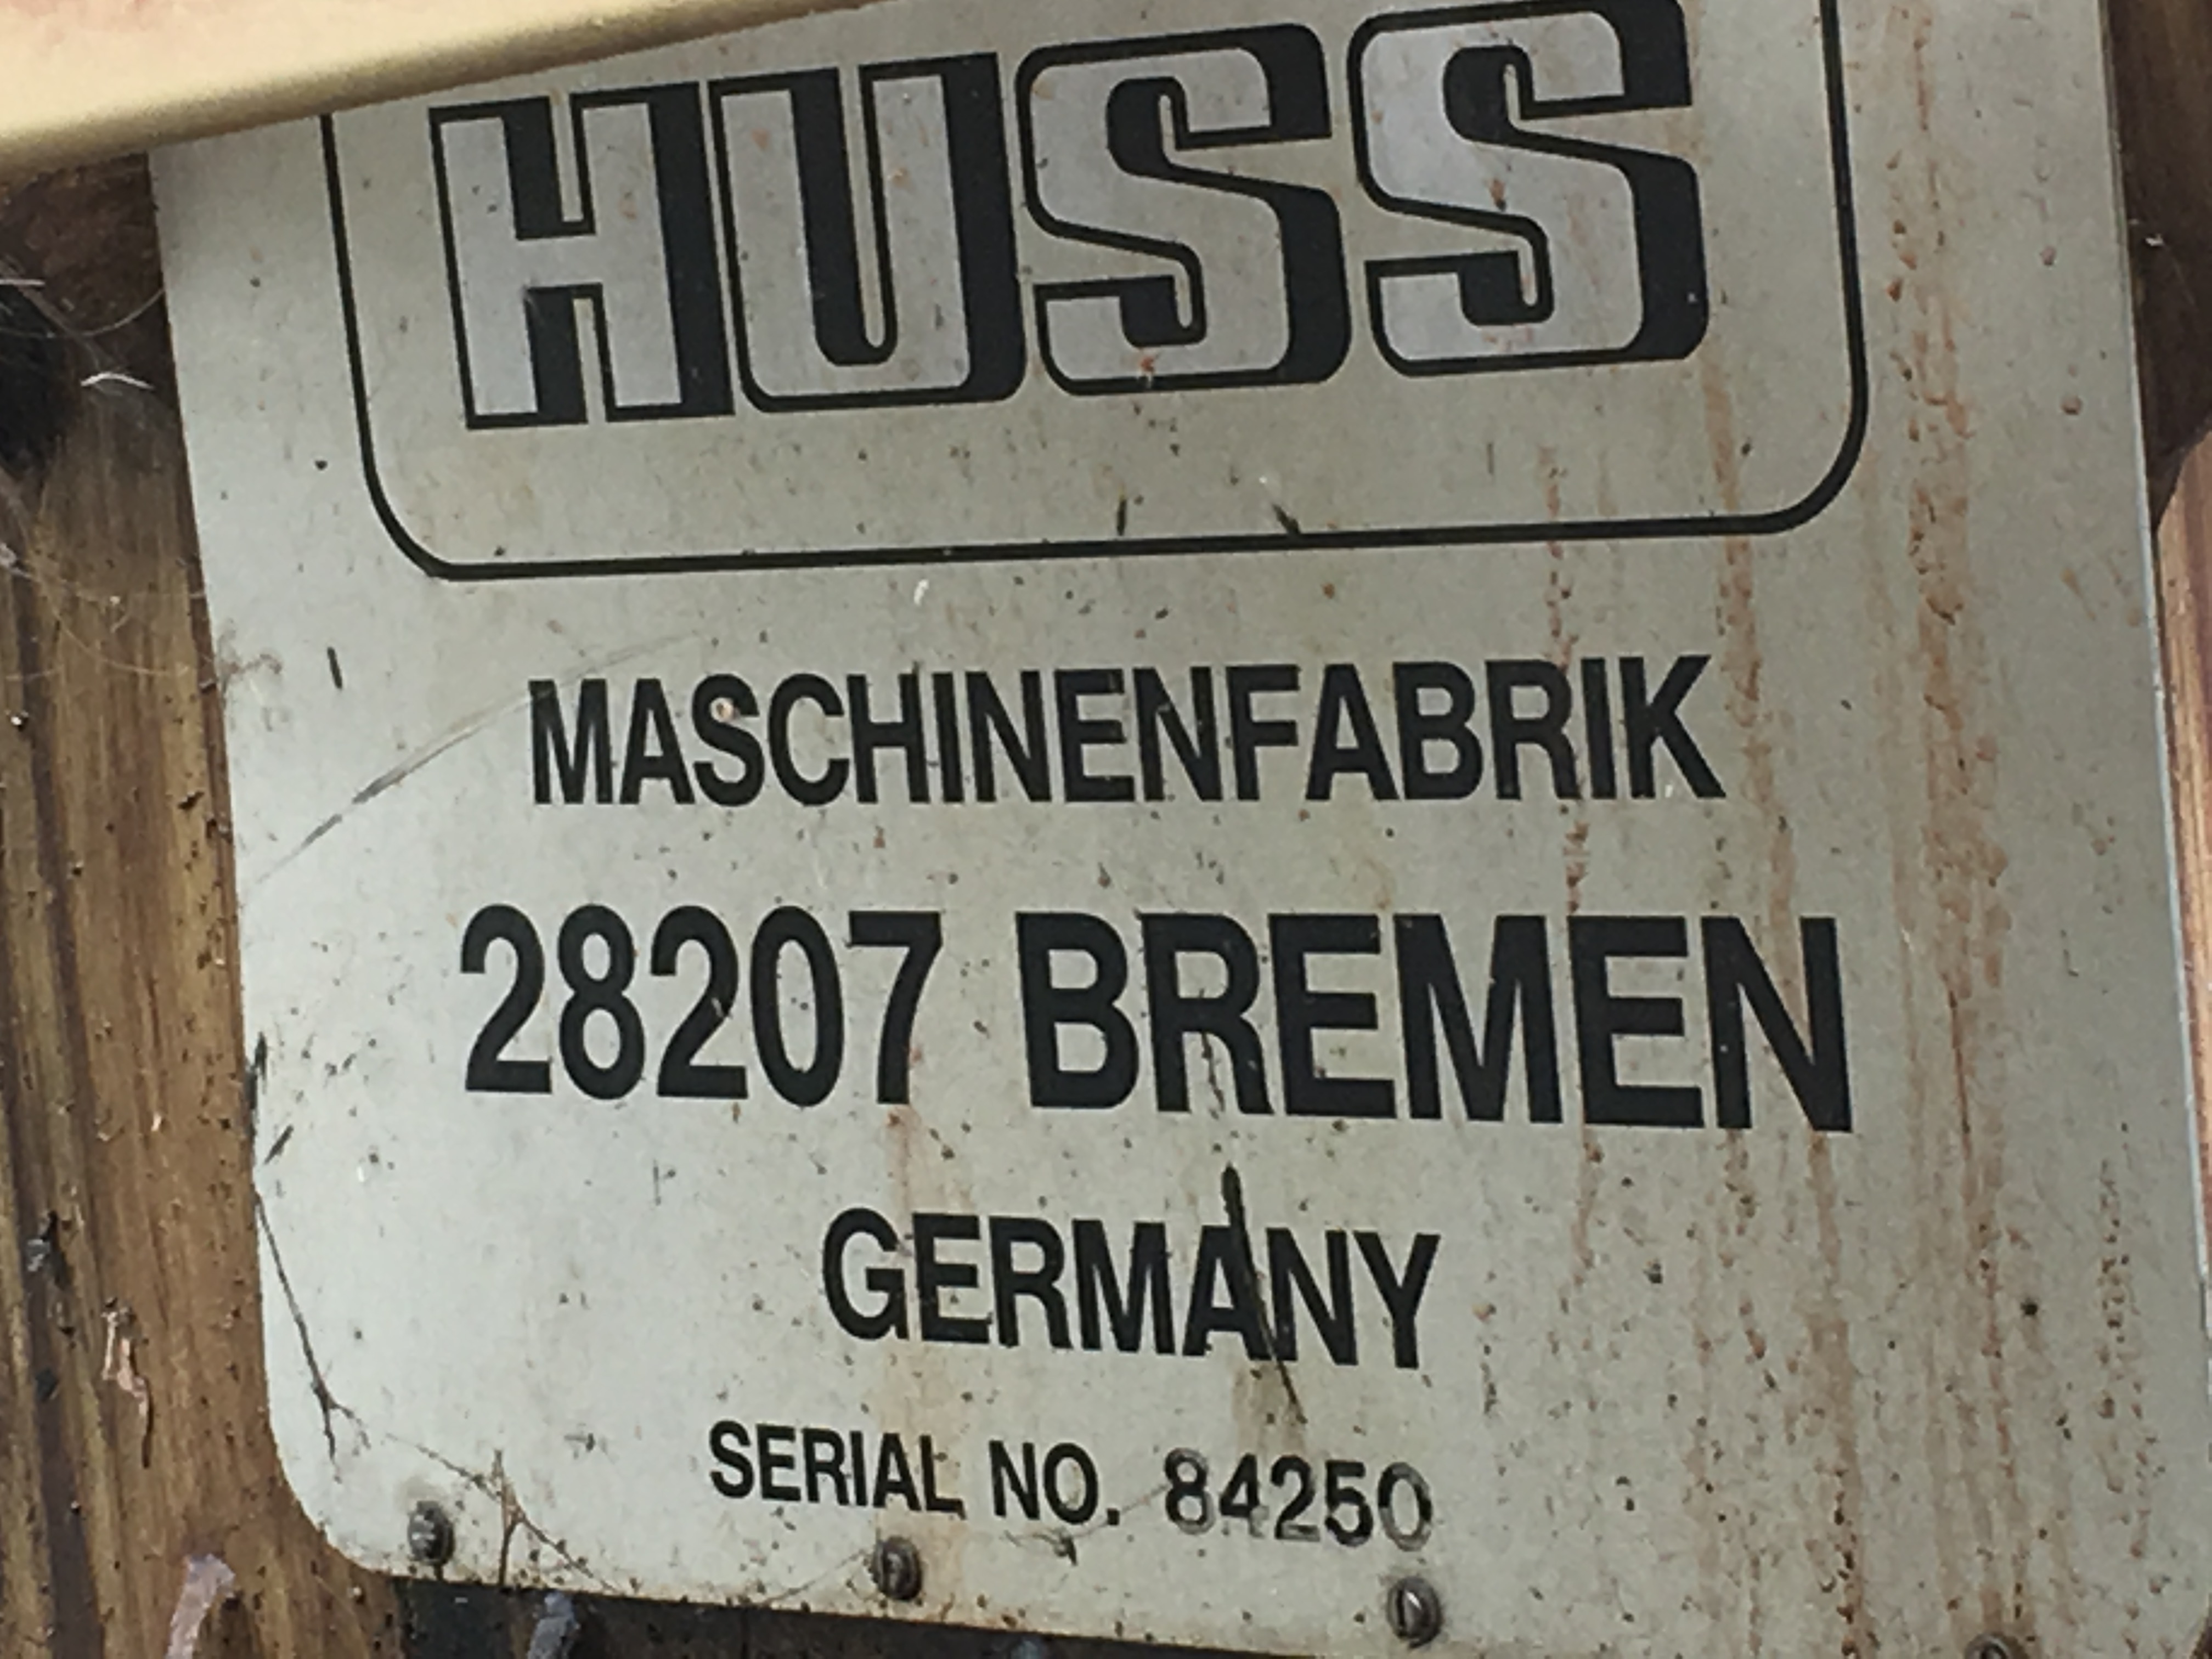 HUSS
MASCHINENFABRIK
28207 BREMEN
GERMANY
SERIAL NO. 84250